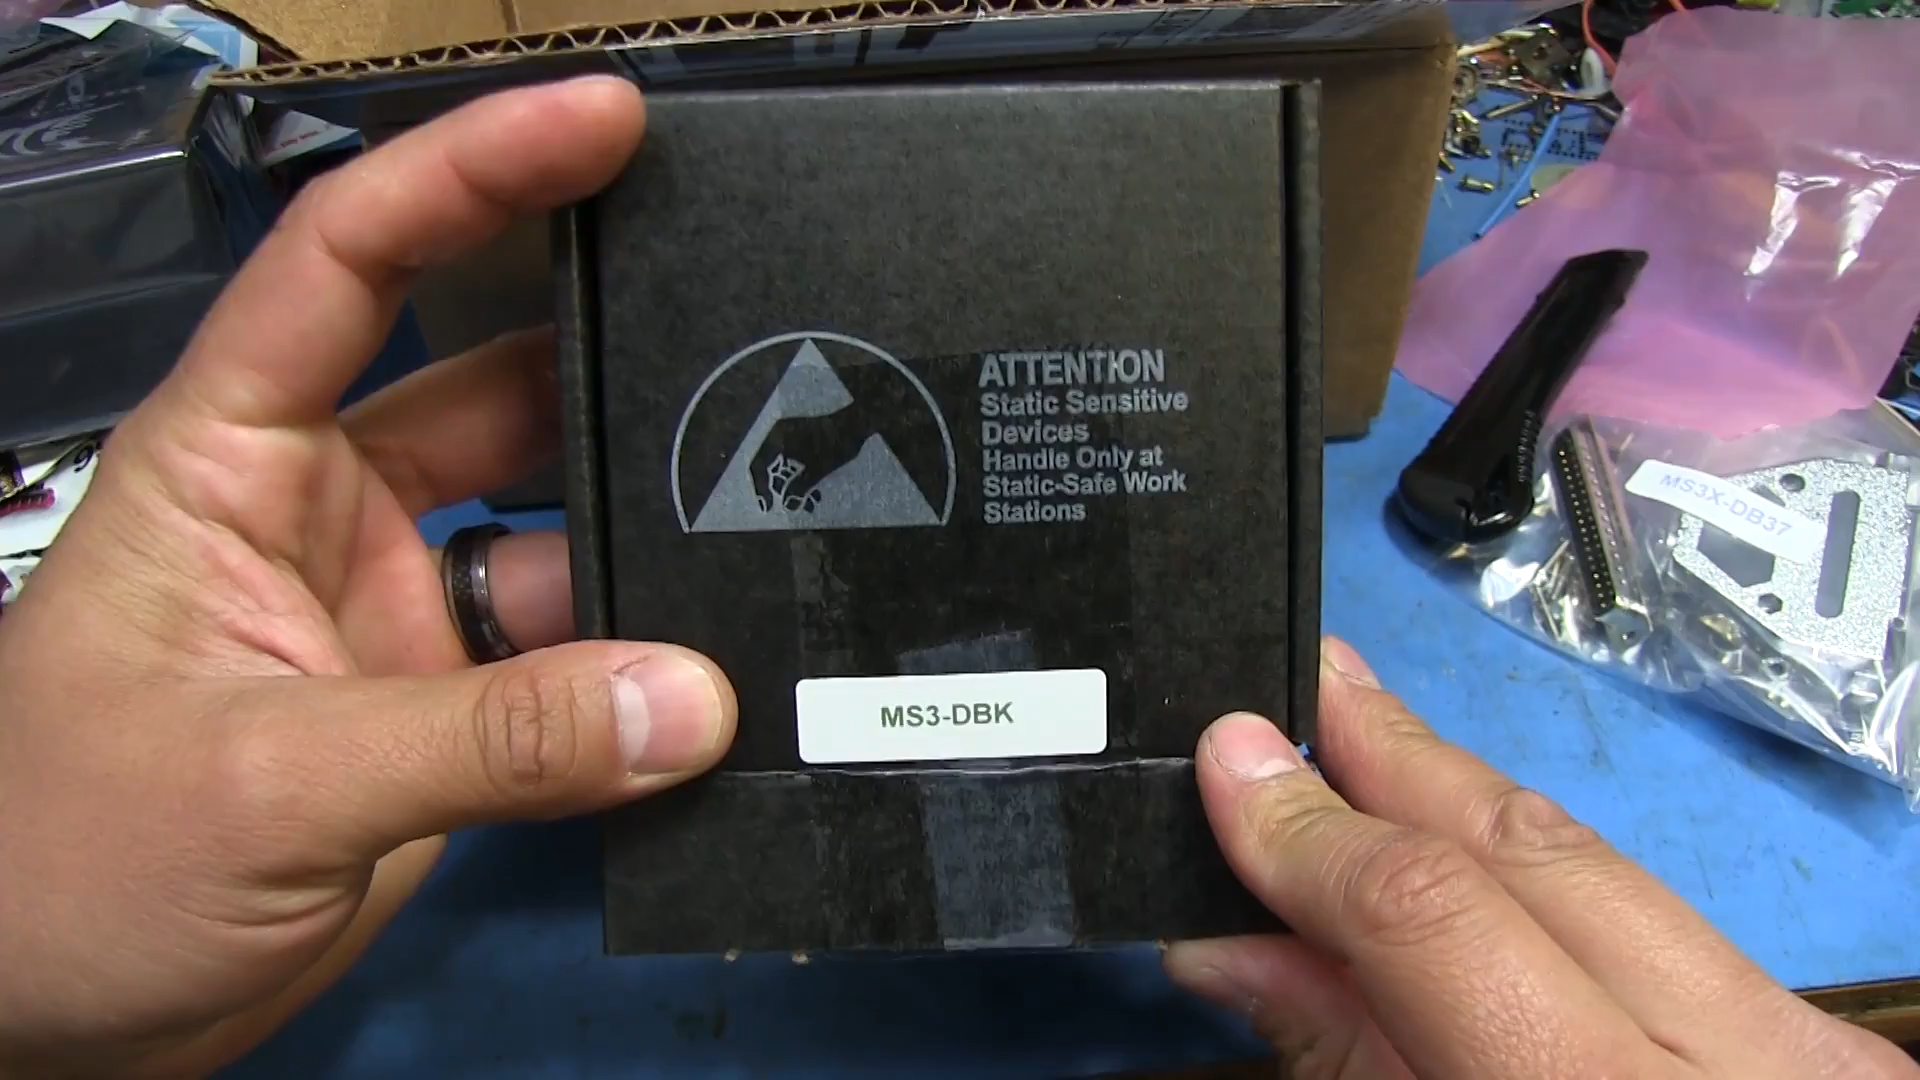 ATTENTION
Static Sensitive
Devices
Handle Only at
Static-Safe Work
Stations
MS3-DBK
MS3X-DB37